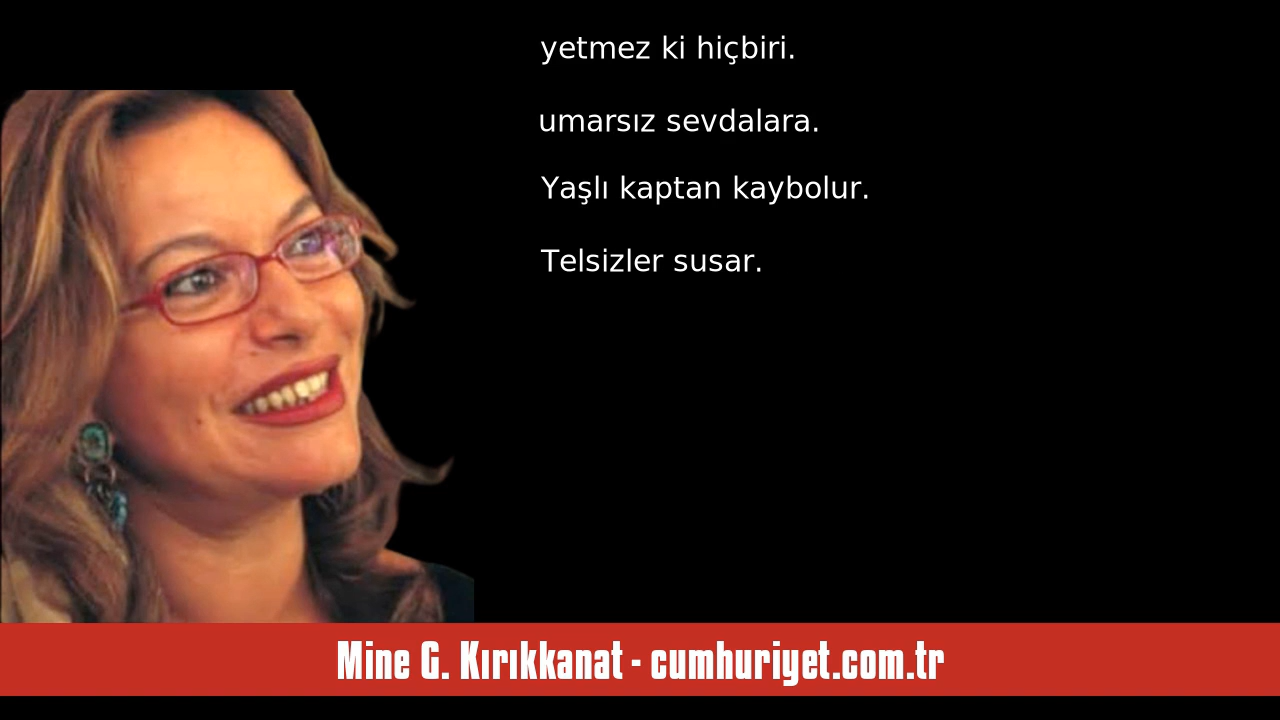 yetmez ki hiçbiri.
umarsız sevdalara.
Yaşlı kaptan kaybolur.
Telsizler susar.
Mine G. Kırıkkanat - cumhuriyet.com.tr